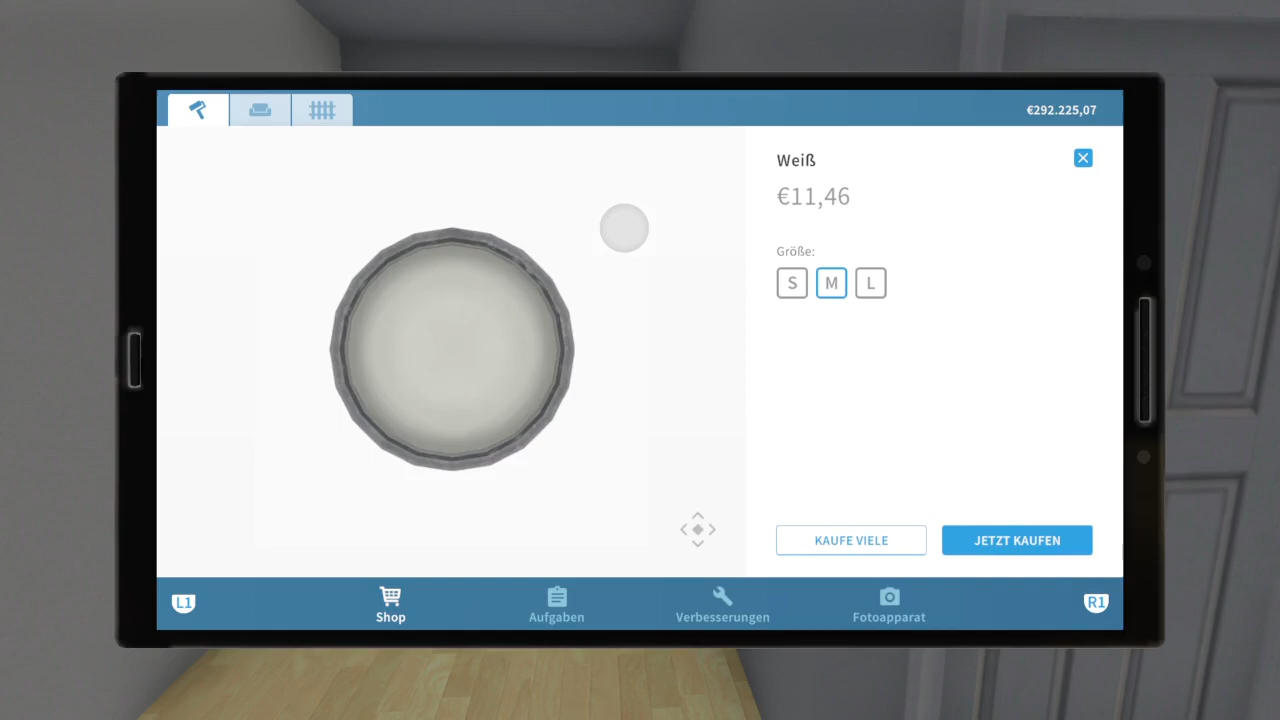 €292.225,07
Weiß
€11,46
Größe:
S M L
KAUFE VIELE JETZT KAUFEN
L1 Shop Aufgaben Verbesserungen Fotoapparat R1